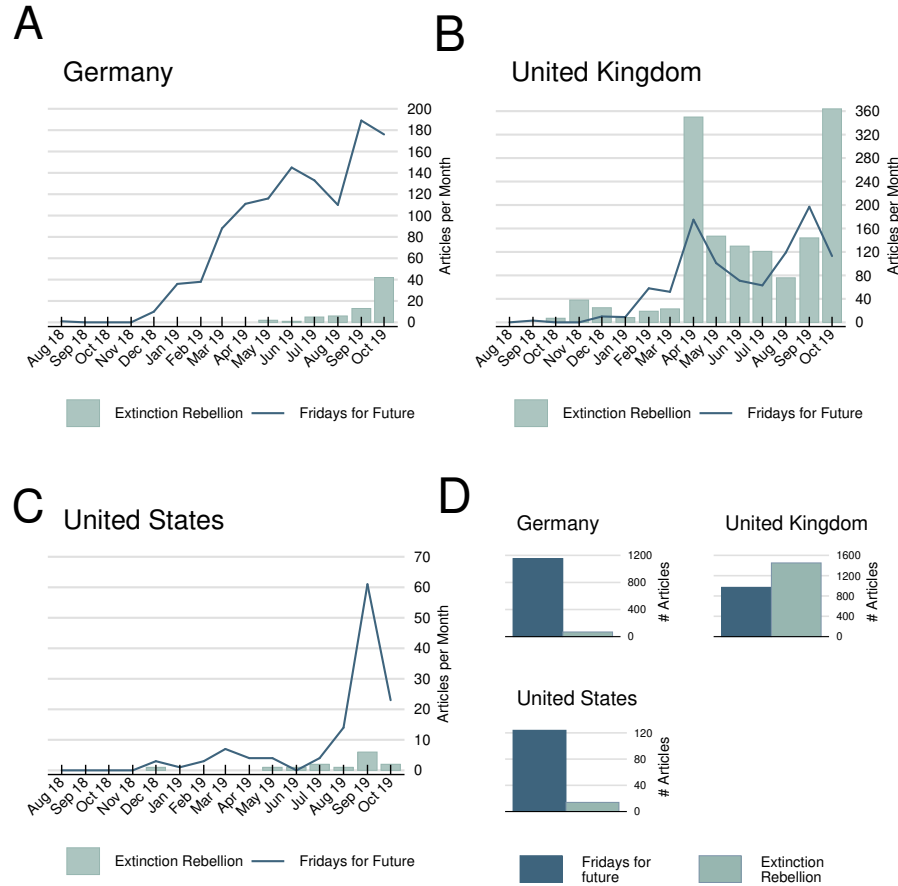 A
Germany
200
180
160
140
120
100
80
60
40
20
0
Articles per Month
Aug 18
Sep 18
Oct 18
Nov 18
Dec 18
Jan 19
Feb 19
Mar 19
Apr 19
May 19
Jun 19
Jul 19
Aug 19
Sep 19
Oct 19
Extinction Rebellion
Fridays for Future
B
United Kingdom
360
320
280
240
200
160
120
80
40
0
Articles per Month
Aug 18
Sep 18
Oct 18
Nov 18
Dec 18
Jan 19
Feb 19
Mar 19
Apr 19
May 19
Jun 19
Jul 19
Aug 19
Sep 19
Oct 19
Extinction Rebellion
Fridays for Future
C
United States
70
60
50
40
30
20
10
0
Articles per Month
Aug 18
Sep 18
Oct 18
Nov 18
Dec 18
Jan 19
Feb 19
Mar 19
Apr 19
May 19
Jun 19
Jul 19
Aug 19
Sep 19
Oct 19
Extinction Rebellion
Fridays for Future
D
Germany
1200
800
400
0
# Articles
United Kingdom
1600
1200
800
400
0
# Articles
United States
120
80
40
0
# Articles
Fridays for
future
Extinction
Rebellion